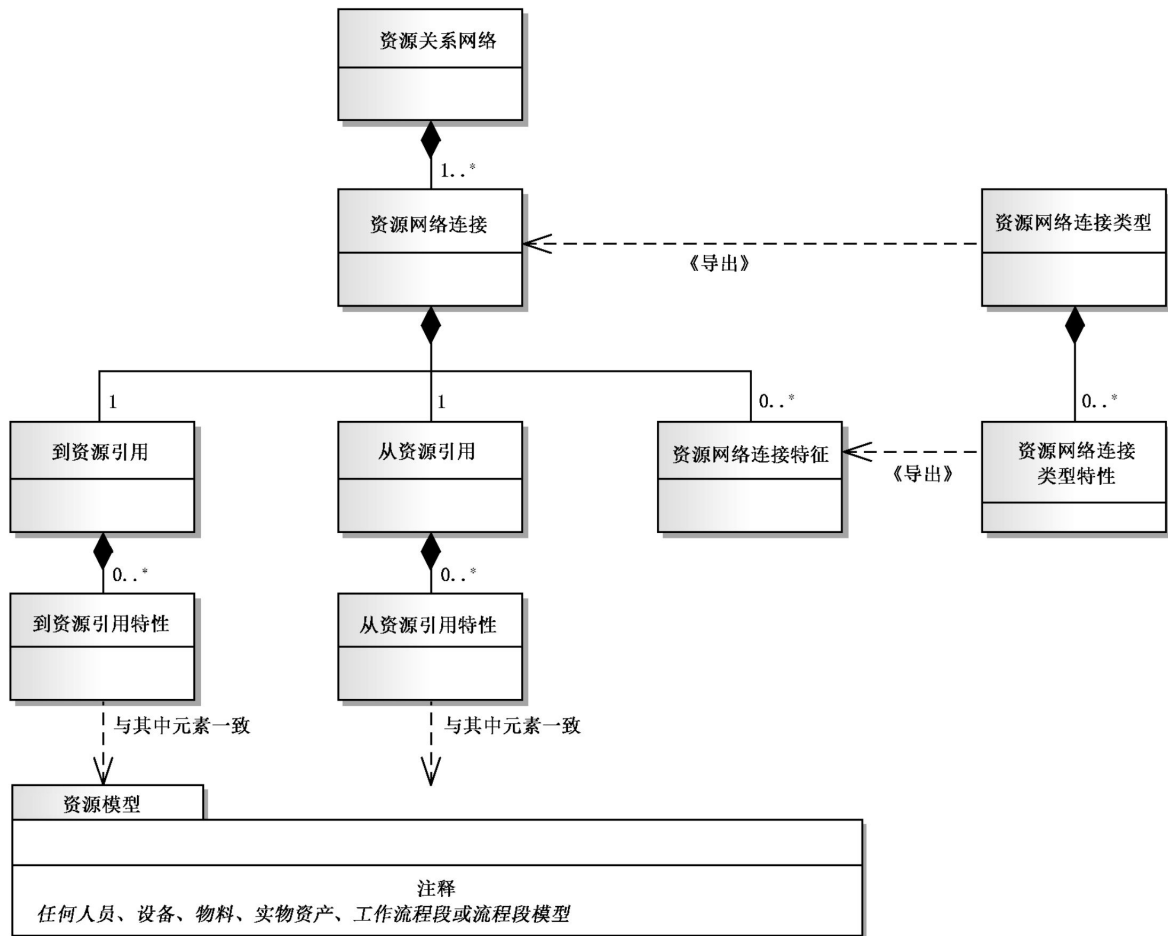 资源关系网络
1..*
资源网络连接
资源网络连接类型
《导出》
1
1
0..*
0..*
到资源引用
从资源引用
资源网络连接特征
资源网络连接
类型特性
《导出》
0..*
0..*
到资源引用特性
从资源引用特性
与其中元素一致
与其中元素一致
资源模型
注释
任何人员、设备、物料、实物资产、工作流程段或流程段模型